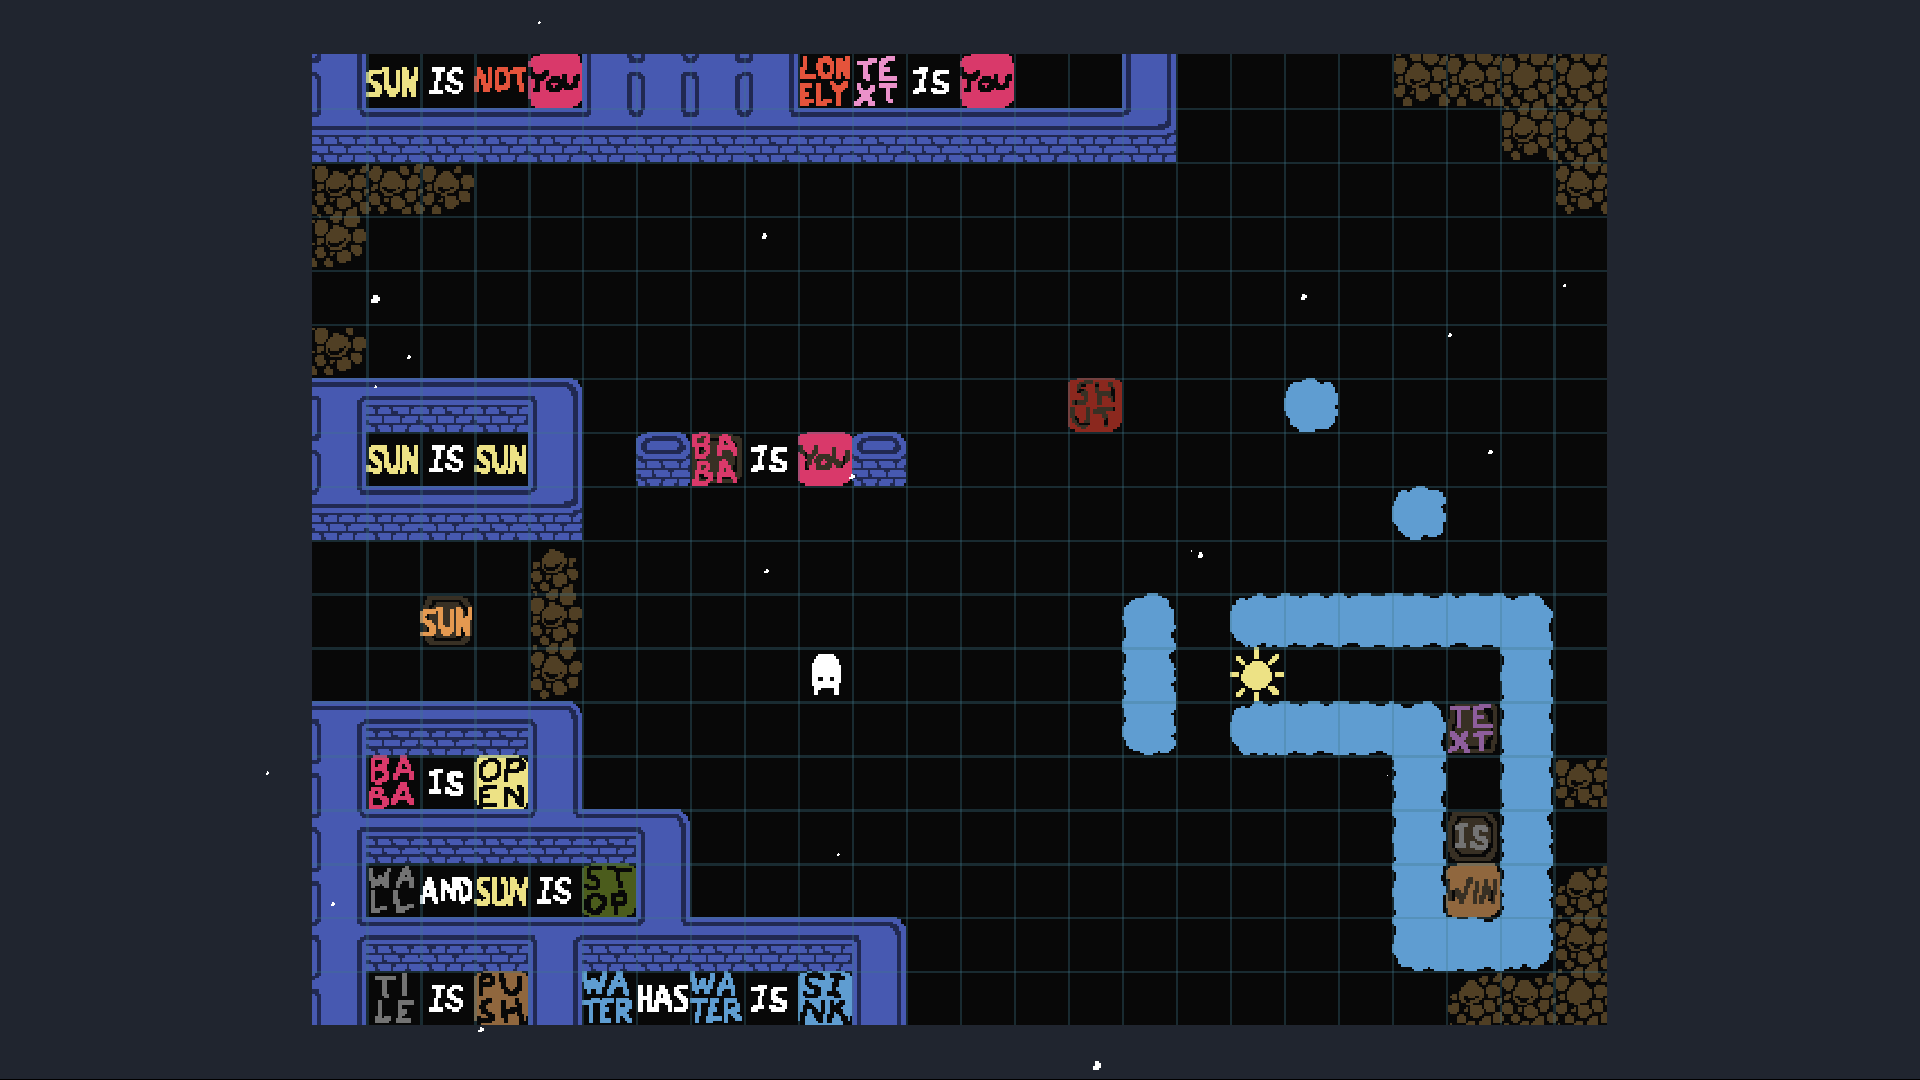 SUN IS NOT YOU
LONELY TEXT IS YOU
SHUT
SUN IS SUN
BABA IS YOU
SUN
TEXT
BABA IS OPEN
IS
WALL AND SUN IS STOP
WIN
TILE IS PUSH
WATER HAS WATER IS SINK